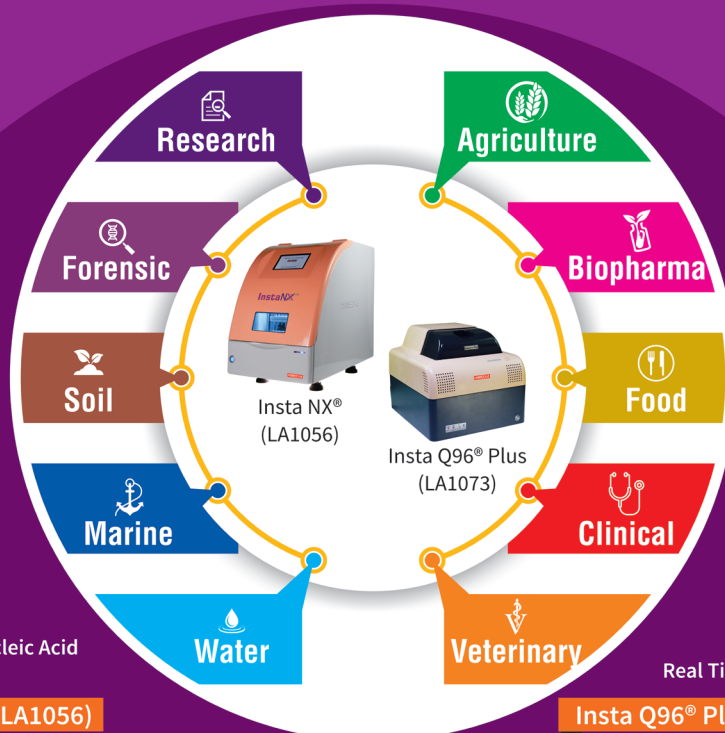 Research
Agriculture
Forensic
Biopharma
InstaNX™
Soil
Food
Insta NX®
(LA1056)
Insta Q96® Plus
(LA1073)
Marine
Clinical
Water
Veterinary
cleic Acid
Real Ti
LA1056)
Insta Q96® Pl